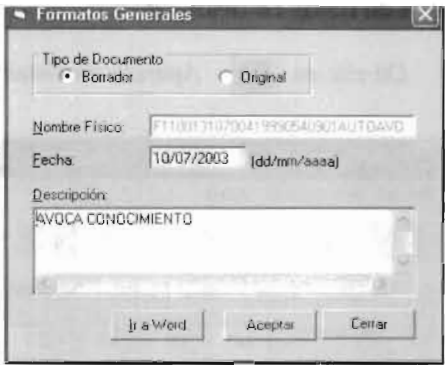 Formatos Generales
Tipo de Documento
Borrador Original
Nombre Físico:
Fecha: 10/07/2003 (dd/mm/aaaa)
Descripción:
AVOCA CONOCIMIENTO
Ir a Word Aceptar Cerrar